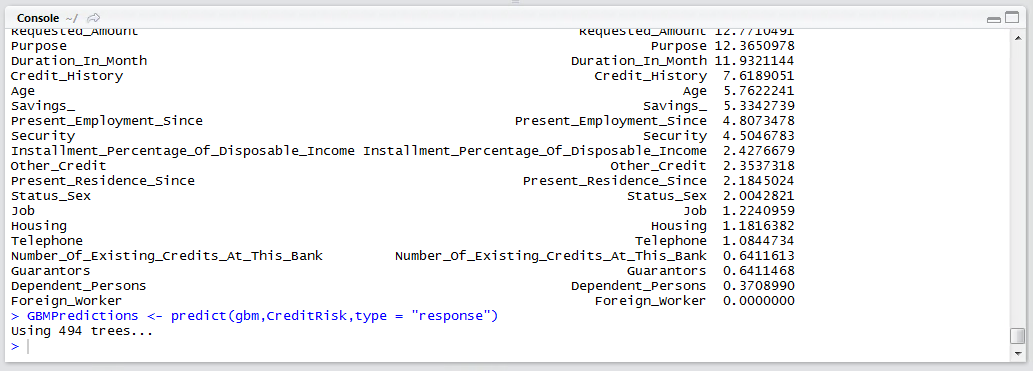 Console ~/
Requested_Amount Requested_Amount 12.7710491
Purpose Purpose 12.3650978
Duration_In_Month Duration_In_Month 11.9321144
Credit_History Credit_History 7.6189051
Age Age 5.7622241
Savings_ Savings_ 5.3342739
Present_Employment_Since Present_Employment_Since 4.8073478
Security Security 4.5046783
Installment_Percentage_Of_Disposable_Income Installment_Percentage_Of_Disposable_Income 2.4276679
Other_Credit Other_Credit 2.3537318
Present_Residence_Since Present_Residence_Since 2.1845024
Status_Sex Status_Sex 2.0042821
Job Job 1.2240959
Housing Housing 1.1816382
Telephone Telephone 1.0844734
Number_Of_Existing_Credits_At_This_Bank Number_Of_Existing_Credits_At_This_Bank 0.6411613
Guarantors Guarantors 0.6411468
Dependent_Persons Dependent_Persons 0.3708990
Foreign_Worker Foreign_Worker 0.0000000
> GBMPredictions <- predict(gbm,CreditRisk,type = "response")
Using 494 trees...
>